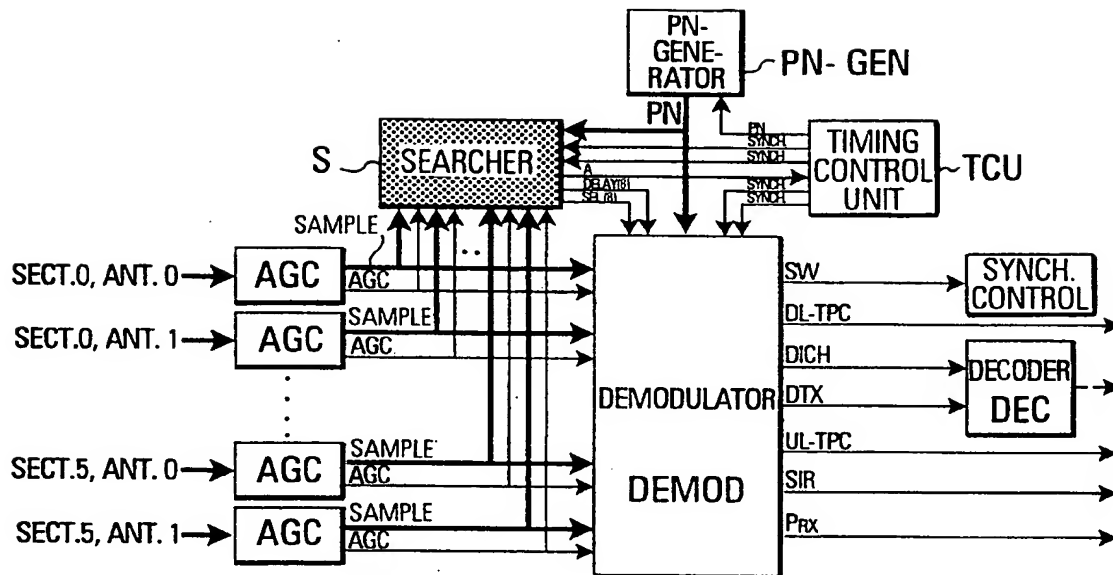 PN-
GENE-
RATOR
PN- GEN
PN
PN
SYNCH.
SYNCH
TIMING
CONTROL
UNIT
TCU
S
SEARCHER
A
DELAY(8)
SEL(8)
SYNCH.
SYNCH.
SAMPLE
..
SECT.0, ANT. 0
AGC
AGC
SECT.0, ANT. 1
AGC
SAMPLE
AGC
SECT.5, ANT. 0
AGC
SAMPLE
AGC
SECT.5, ANT. 1
AGC
SAMPLE
AGC
DEMODULATOR
DEMOD
SW
SYNCH.
CONTROL
DL-TPC
DICH
DTX
DECODER
DEC
UL-TPC
SIR
PRX